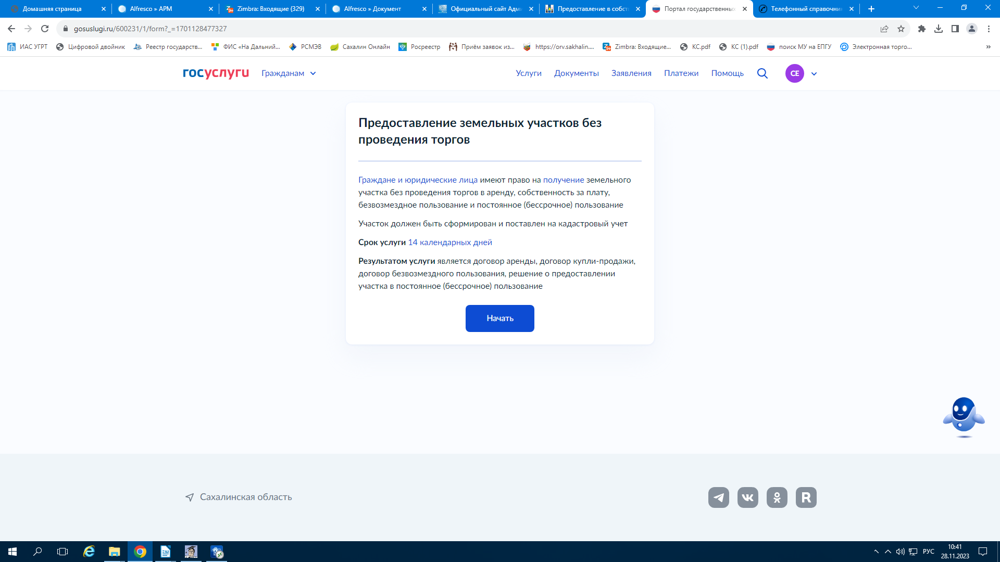 Домашняя страница
Alfresco » АРМ
Zimbra: Входящие (329)
Alfresco » Документ
Официальный сайт Адми
Предоставление в собст
Портал государственных
Телефонный справочник
gosuslugi.ru/600231/1/form?_=1701128477327
ИАС УГРТ
Цифровой двойник
Реестр государств...
ФИС «На Дальний...
РСМЭВ
Сахалин Онлайн
Росреестр
Приём заявок из...
https://orv.sakhalin....
Zimbra: Входящие...
КС.pdf
КС (1).pdf
поиск МУ на ЕПГУ
Электронная торго...
»
госуслуги
Гражданам
Услуги
Документы
Заявления
Платежи
Помощь
СЕ
Предоставление земельных участков без
проведения торгов
Граждане и юридические лица имеют право на получение земельного
участка без проведения торгов в аренду, собственность за плату,
безвозмездное пользование и постоянное (бессрочное) пользование
Участок должен быть сформирован и поставлен на кадастровый учет
Срок услуги 14 календарных дней
Результатом услуги является договор аренды, договор купли-продажи,
договор безвозмездного пользования, решение о предоставлении
участка в постоянное (бессрочное) пользование
Начать
Сахалинская область
РУС
10:41
28.11.2023